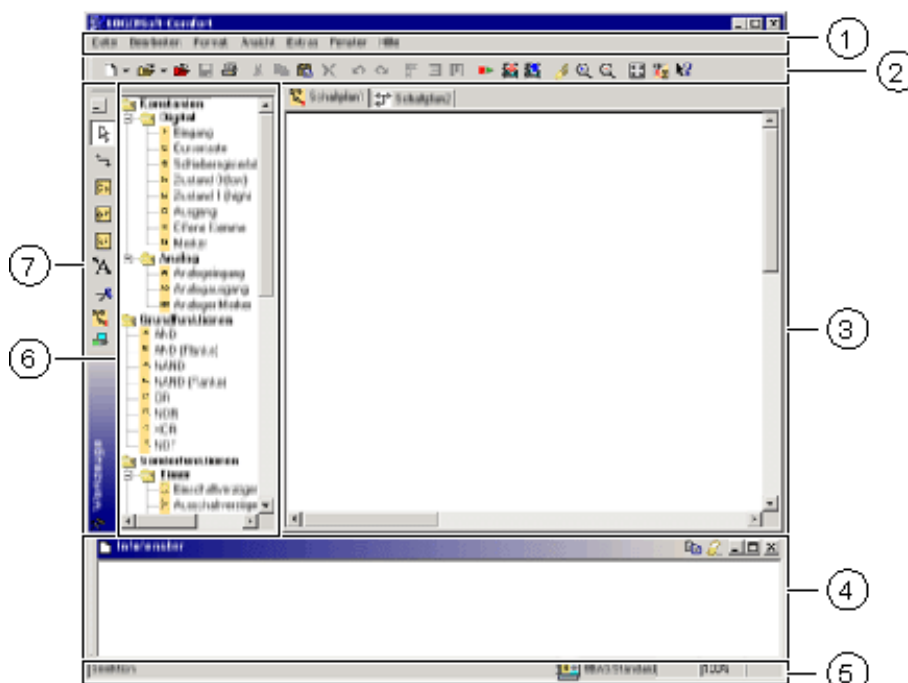 LOGO!Soft Comfort
Datei Bearbeiten Format Ansicht Extras Fenster Hilfe
1
2
Schaltplan1 Schaltplan2
Konstanten
Digital
Eingang
Cursortaste
Zustand 0 (low)
Zustand 1 (high)
Ausgang
Offene Klemme
Merker
Analog
Analogeingang
Analogausgang
Analoger Merker
Grundfunktionen
AND
AND (Flanke)
NAND
NAND (Flanke)
OR
NOR
XOR
NOT
Sonderfunktionen
Timer
Einschaltverzöger
Ausschaltverzöge
7
6
3
Infofenster
4
Selektion 0BA3.Standard 100%
5